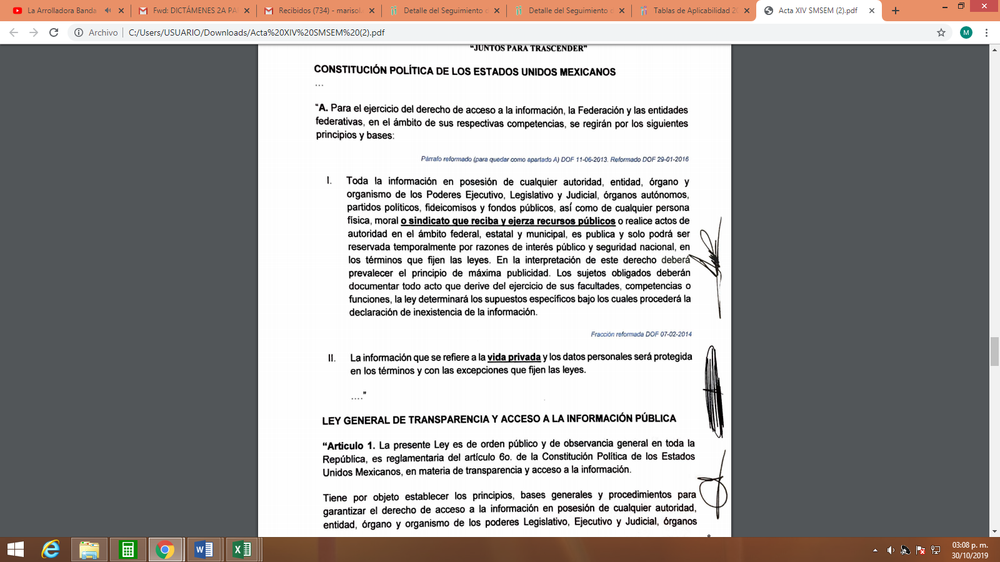 La Arrolladora Banda
Fwd: DICTÁMENES 2A PA
Recibidos (734) - marisol.
Detalle del Seguimiento d
Detalle del Seguimiento d
Tablas de Aplicabilidad 20
Acta XIV SMSEM (2).pdf
Archivo
C:/Users/USUARIO/Downloads/Acta%20XIV%20SMSEM%20(2).pdf
M
“JUNTOS PARA TRASCENDER”
CONSTITUCIÓN POLÍTICA DE LOS ESTADOS UNIDOS MEXICANOS
...
“A. Para el ejercicio del derecho de acceso a la información, la Federación y las entidades
federativas, en el ámbito de sus respectivas competencias, se regirán por los siguientes
principios y bases:
Párrafo reformado (para quedar como apartado A) DOF 11-06-2013. Reformado DOF 29-01-2016
I. Toda la información en posesión de cualquier autoridad, entidad, órgano y
organismo de los Poderes Ejecutivo, Legislativo y Judicial, órganos autónomos,
partidos políticos, fideicomisos y fondos públicos, así como de cualquier persona
física, moral o sindicato que reciba y ejerza recursos públicos o realice actos de
autoridad en el ámbito federal, estatal y municipal, es publica y solo podrá ser
reservada temporalmente por razones de interés público y seguridad nacional, en
los términos que fijen las leyes. En la interpretación de este derecho deberá
prevalecer el principio de máxima publicidad. Los sujetos obligados deberán
documentar todo acto que derive del ejercicio de sus facultades, competencias o
funciones, la ley determinará los supuestos específicos bajo los cuales procederá la
declaración de inexistencia de la información.
Fracción reformada DOF 07-02-2014
II. La información que se refiere a la vida privada y los datos personales será protegida
en los términos y con las excepciones que fijen las leyes.
....”
LEY GENERAL DE TRANSPARENCIA Y ACCESO A LA INFORMACIÓN PÚBLICA
“Articulo 1. La presente Ley es de orden público y de observancia general en toda la
República, es reglamentaria del artículo 6o. de la Constitución Política de los Estados
Unidos Mexicanos, en materia de transparencia y acceso a la información.
Tiene por objeto establecer los principios, bases generales y procedimientos para
garantizar el derecho de acceso a la información en posesión de cualquier autoridad,
entidad, órgano y organismo de los poderes Legislativo, Ejecutivo y Judicial, órganos
03:08 p. m.
30/10/2019